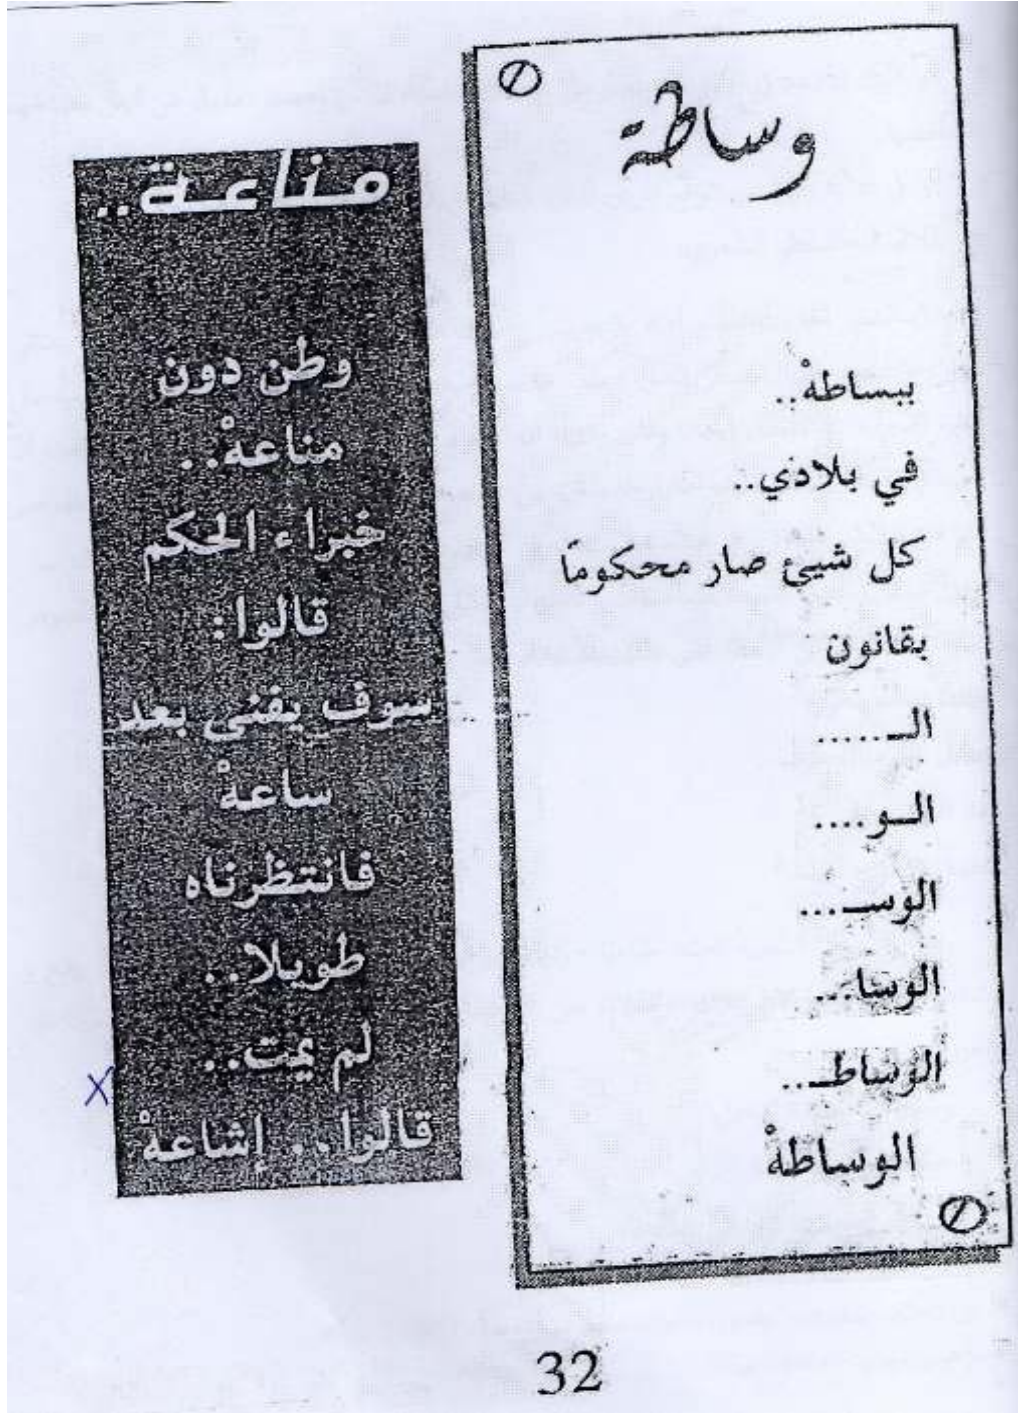 وساطة
ببساطهْ..
في بلادي..
كل شيئ صار محكومًا
بقانون
الـ.....
الـو....
الوسـ...
الوسا...
الوساطـ...
الوساطهْ
مناعة..
وطن دون
مناعهْ..
خبراء الحكم
قالوا:
سوف يفنى بعد
ساعهْ
فانتظرناه
طويلا..
لم يمت..
قالوا.. إشاعهْ
X
32